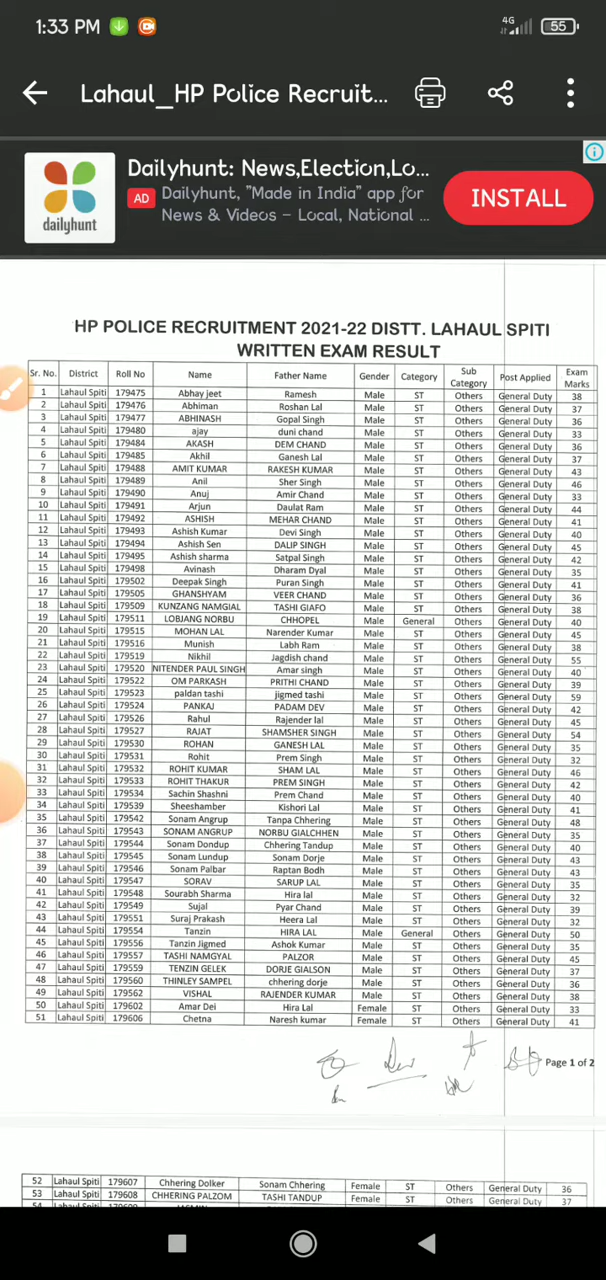 1:33 PM
4G
55
Lahaul_HP Police Recruit...
Dailyhunt: News,Election,Lo...
AD Dailyhunt, "Made in India" app for
News & Videos – Local, National ...
INSTALL
dailyhunt
HP POLICE RECRUITMENT 2021-22 DISTT. LAHAUL SPITI
WRITTEN EXAM RESULT
Sr. No. District Roll No Name Father Name Gender Category Sub Category Post Applied Exam Marks
1 Lahaul Spiti 179475 Abhay jeet Ramesh Male ST Others General Duty 38
2 Lahaul Spiti 179476 Abhiman Roshan Lal Male ST Others General Duty 37
3 Lahaul Spiti 179477 ABHINASH Gopal Singh Male ST Others General Duty 36
4 Lahaul Spiti 179480 ajay duni chand Male ST Others General Duty 33
5 Lahaul Spiti 179484 AKASH DEM CHAND Male ST Others General Duty 36
6 Lahaul Spiti 179485 Akhil Ganesh Lal Male ST Others General Duty 37
7 Lahaul Spiti 179488 AMIT KUMAR RAKESH KUMAR Male ST Others General Duty 43
8 Lahaul Spiti 179489 Anil Sher Singh Male ST Others General Duty 46
9 Lahaul Spiti 179490 Anuj Amir Chand Male ST Others General Duty 33
10 Lahaul Spiti 179491 Arjun Daulat Ram Male ST Others General Duty 44
11 Lahaul Spiti 179492 ASHISH MEHAR CHAND Male ST Others General Duty 41
12 Lahaul Spiti 179493 Ashish Kumar Devi Singh Male ST Others General Duty 40
13 Lahaul Spiti 179494 Ashish Sen DALIP SINGH Male ST Others General Duty 45
14 Lahaul Spiti 179495 Ashish sharma Satpal Singh Male ST Others General Duty 42
15 Lahaul Spiti 179498 Avinash Dharam Dyal Male ST Others General Duty 35
16 Lahaul Spiti 179502 Deepak Singh Puran Singh Male ST Others General Duty 41
17 Lahaul Spiti 179505 GHANSHYAM VEER CHAND Male ST Others General Duty 36
18 Lahaul Spiti 179509 KUNZANG NAMGIAL TASHI GIAFO Male ST Others General Duty 38
19 Lahaul Spiti 179511 LOBJANG NORBU CHHOPEL Male General Others General Duty 40
20 Lahaul Spiti 179515 MOHAN LAL Narender Kumar Male ST Others General Duty 45
21 Lahaul Spiti 179516 Munish Labh Ram Male ST Others General Duty 38
22 Lahaul Spiti 179519 Nikhil Jagdish chand Male ST Others General Duty 55
23 Lahaul Spiti 179520 NITENDER PAUL SINGH Amar singh Male ST Others General Duty 40
24 Lahaul Spiti 179522 OM PARKASH PRITHI CHAND Male ST Others General Duty 39
25 Lahaul Spiti 179523 paldan tashi jigmed tashi Male ST Others General Duty 59
26 Lahaul Spiti 179524 PANKAJ PADAM DEV Male ST Others General Duty 42
27 Lahaul Spiti 179526 Rahul Rajender lal Male ST Others General Duty 45
28 Lahaul Spiti 179527 RAJAT SHAMSHER SINGH Male ST Others General Duty 54
29 Lahaul Spiti 179530 ROHAN GANESH LAL Male ST Others General Duty 35
30 Lahaul Spiti 179531 Rohit Prem Singh Male ST Others General Duty 32
31 Lahaul Spiti 179532 ROHIT KUMAR SHAM LAL Male ST Others General Duty 46
32 Lahaul Spiti 179533 ROHIT THAKUR PREM SINGH Male ST Others General Duty 42
33 Lahaul Spiti 179534 Sachin Shashni Prem Chand Male ST Others General Duty 40
34 Lahaul Spiti 179539 Sheeshamber Kishori Lal Male ST Others General Duty 41
35 Lahaul Spiti 179542 Sonam Angrup Tanpa Chhering Male ST Others General Duty 48
36 Lahaul Spiti 179543 SONAM ANGRUP NORBU GIALCHHEN Male ST Others General Duty 35
37 Lahaul Spiti 179544 Sonam Dondup Chhering Tandup Male ST Others General Duty 40
38 Lahaul Spiti 179545 Sonam Lundup Sonam Dorje Male ST Others General Duty 43
39 Lahaul Spiti 179546 Sonam Palbar Raptan Bodh Male ST Others General Duty 43
40 Lahaul Spiti 179547 SORAV SARUP LAL Male ST Others General Duty 35
41 Lahaul Spiti 179548 Sourabh Sharma Hira lal Male ST Others General Duty 32
42 Lahaul Spiti 179549 Sujal Pyar Chand Male ST Others General Duty 39
43 Lahaul Spiti 179551 Suraj Prakash Heera Lal Male ST Others General Duty 32
44 Lahaul Spiti 179554 Tanzin HIRA LAL Male General Others General Duty 50
45 Lahaul Spiti 179556 Tanzin Jigmed Ashok Kumar Male ST Others General Duty 35
46 Lahaul Spiti 179557 TASHI NAMGYAL PALZOR Male ST Others General Duty 45
47 Lahaul Spiti 179559 TENZIN GELEK DORJE GIALSON Male ST Others General Duty 37
48 Lahaul Spiti 179560 THINLEY SAMPEL chhering dorje Male ST Others General Duty 36
49 Lahaul Spiti 179562 VISHAL RAJENDER KUMAR Male ST Others General Duty 38
50 Lahaul Spiti 179602 Amar Dei Hira Lal Female ST Others General Duty 33
51 Lahaul Spiti 179606 Chetna Naresh kumar Female ST Others General Duty 41
Page 1 of 2
52 Lahaul Spiti 179607 Chhering Dolker Sonam Chhering Female ST Others General Duty 36
53 Lahaul Spiti 179608 CHHERING PALZOM TASHI TANDUP Female ST Others General Duty 37